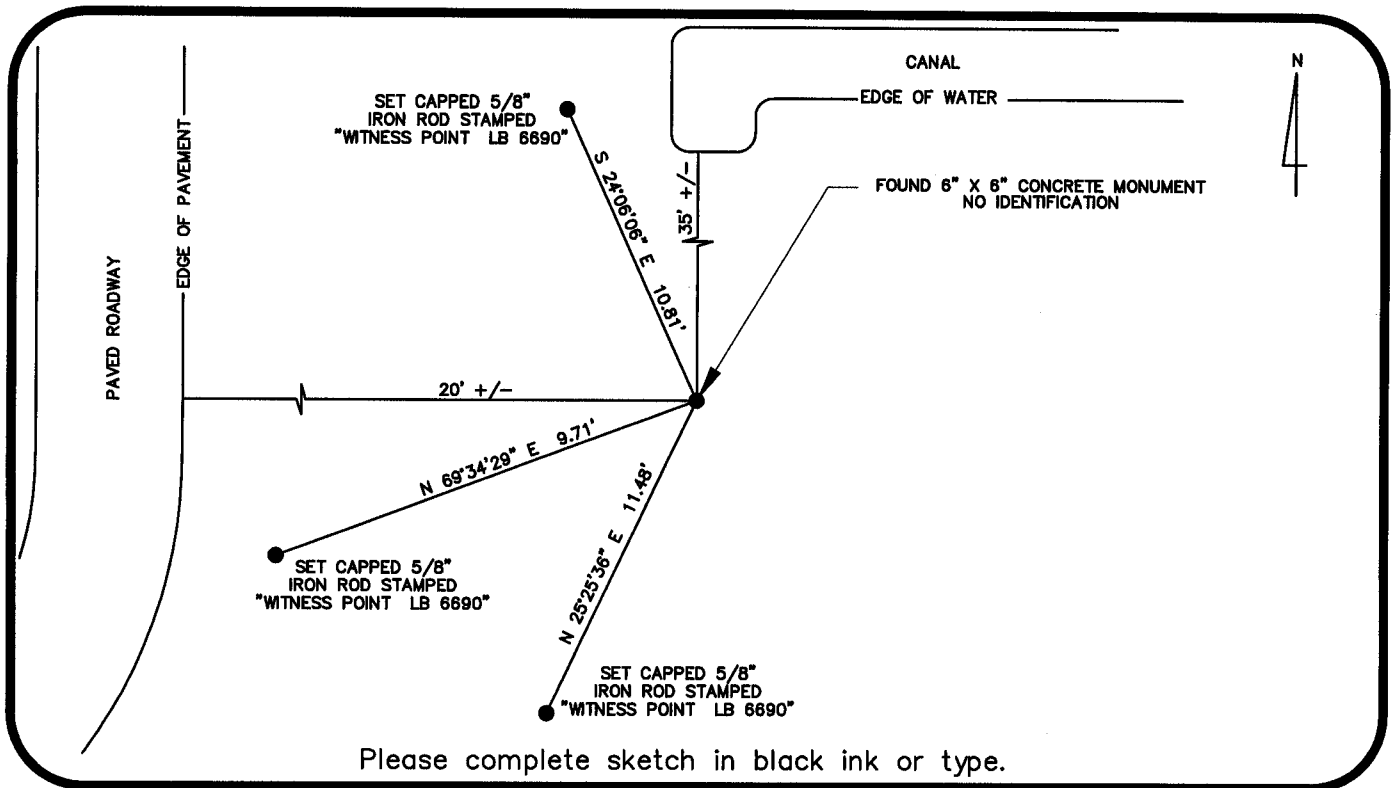 CANAL
EDGE OF WATER
N
SET CAPPED 5/8"
IRON ROD STAMPED
"WITNESS POINT LB 6690"
EDGE OF PAVEMENT
S 24°06'06" E 10.81'
35' +/-
FOUND 6" X 6" CONCRETE MONUMENT
NO IDENTIFICATION
PAVED ROADWAY
20' +/-
N 69°34'29" E 9.71'
N 25°25'36" E 11.48'
SET CAPPED 5/8"
IRON ROD STAMPED
"WITNESS POINT LB 6690"
SET CAPPED 5/8"
IRON ROD STAMPED
"WITNESS POINT LB 6690"
Please complete sketch in black ink or type.